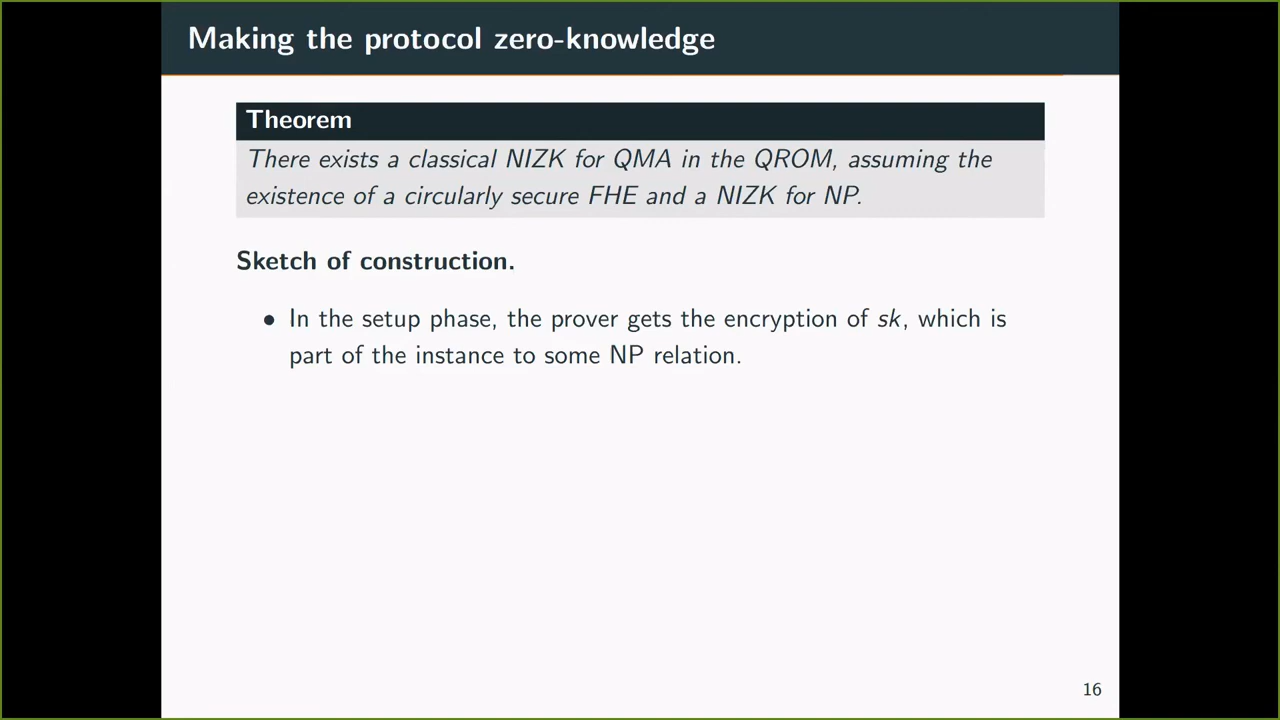 Making the protocol zero-knowledge
Theorem
There exists a classical NIZK for QMA in the QROM, assuming the
existence of a circularly secure FHE and a NIZK for NP.
Sketch of construction.
• In the setup phase, the prover gets the encryption of sk, which is
part of the instance to some NP relation.
16